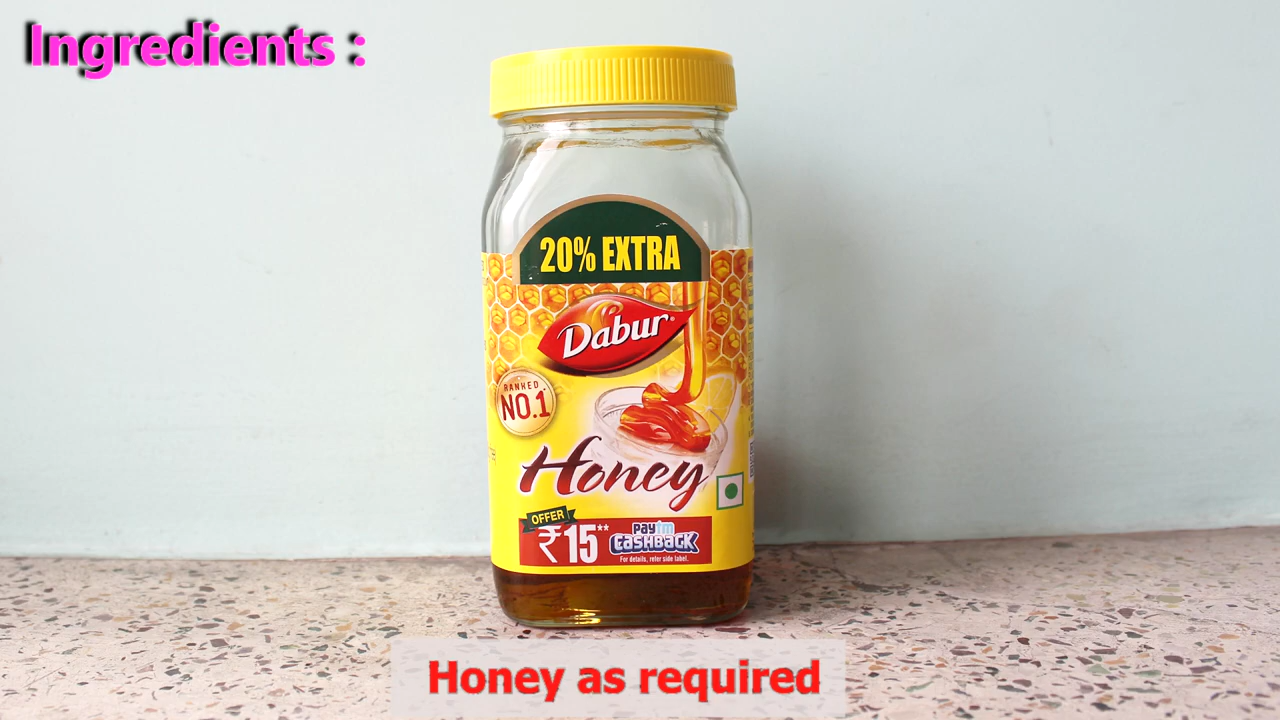 Ingredients :
20% EXTRA
Dabur
RANKED
NO.1
Honey
OFFER
₹15**
paytm
CASHBACK
For details, refer side label.
Honey as required